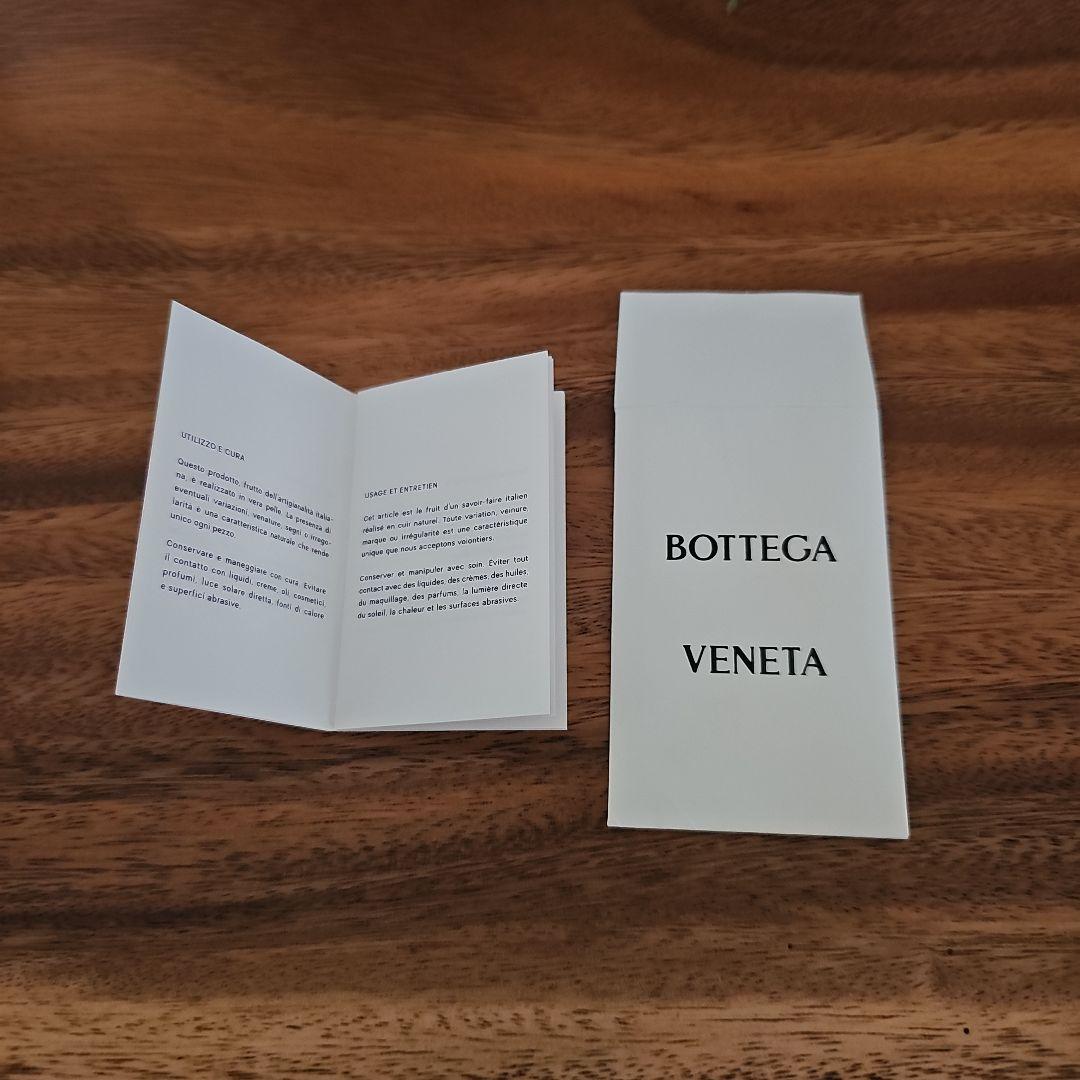 UTILIZZO E CURA
Questo prodotto, frutto dell'artigianalità italia-
na, è realizzato in vera pelle. La presenza di
eventuali variazioni, venature, segni o irrego-
larità è una caratteristica naturale che rende
unico ogni pezzo.
Conservare e maneggiare con cura. Evitare
il contatto con liquidi, creme, oli, cosmetici,
profumi, luce solare diretta, fonti di calore
e superfici abrasive.
USAGE ET ENTRETIEN
Cet article est le fruit d'un savoir-faire italien
réalisé en cuir naturel. Toute variation, veinure,
marque ou irrégularité est une caractéristique
unique que nous acceptons volontiers.
Conserver et manipuler avec soin. Éviter tout
contact avec des liquides, des crèmes, des huiles,
du maquillage, des parfums, la lumière directe
du soleil, la chaleur et les surfaces abrasives.
BOTTEGA
VENETA